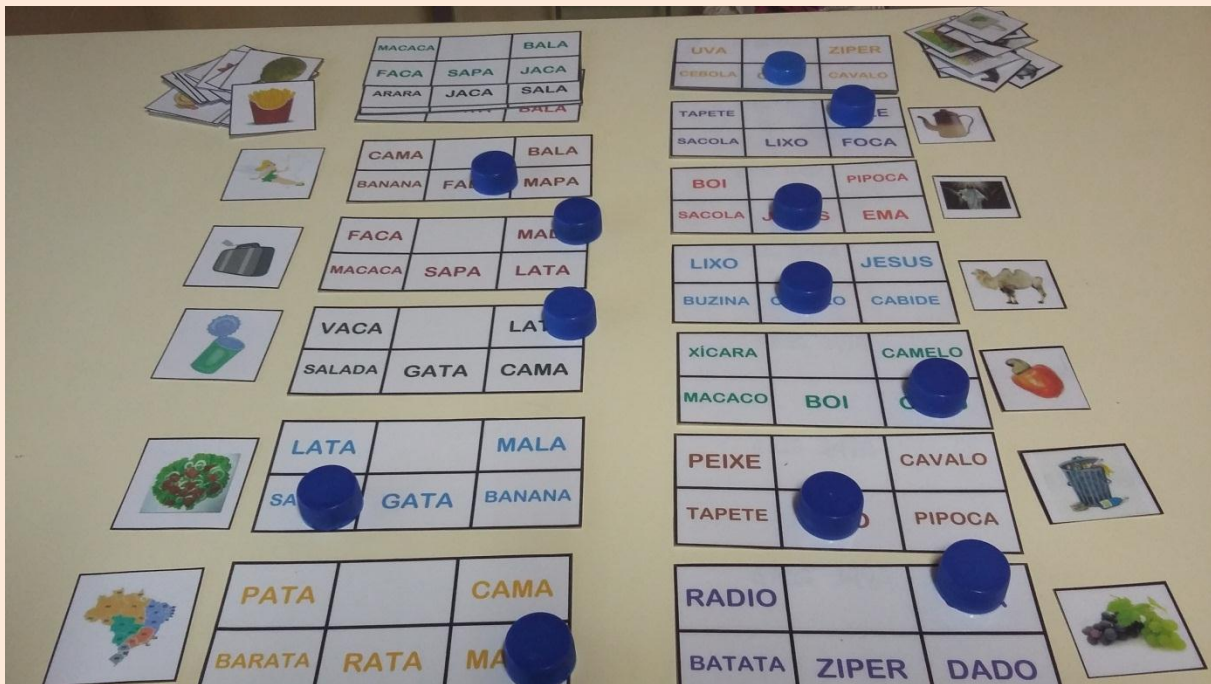 MACACA BALA
FACA SAPA JACA
ARARA JACA SALA
BALA
CAMA BALA
BANANA MAPA
FACA
MACACA SAPA LATA
VACA
SALADA GATA CAMA
LATA MALA
GATA BANANA
PATA CAMA
BARATA RATA
UVA ZIPER
CEBOLA CAVALO
TAPETE
SACOLA LIXO FOCA
BOI PIPOCA
SACOLA EMA
LIXO JESUS
BUZINA CABIDE
XÍCARA CAMELO
MACACO BOI
PEIXE CAVALO
TAPETE PIPOCA
RADIO
BATATA ZIPER DADO